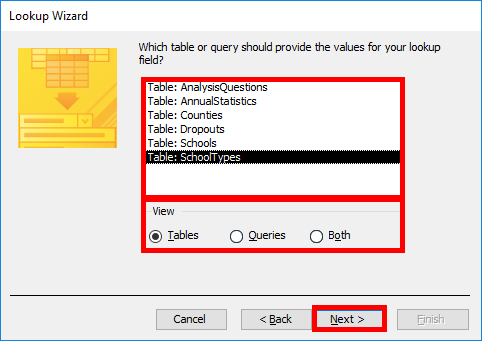 Lookup Wizard
Which table or query should provide the values for your lookup
field?
Table: AnalysisQuestions
Table: AnnualStatistics
Table: Counties
Table: Dropouts
Table: Schools
Table: SchoolTypes
View
Tables Queries Both
Cancel < Back Next > Finish